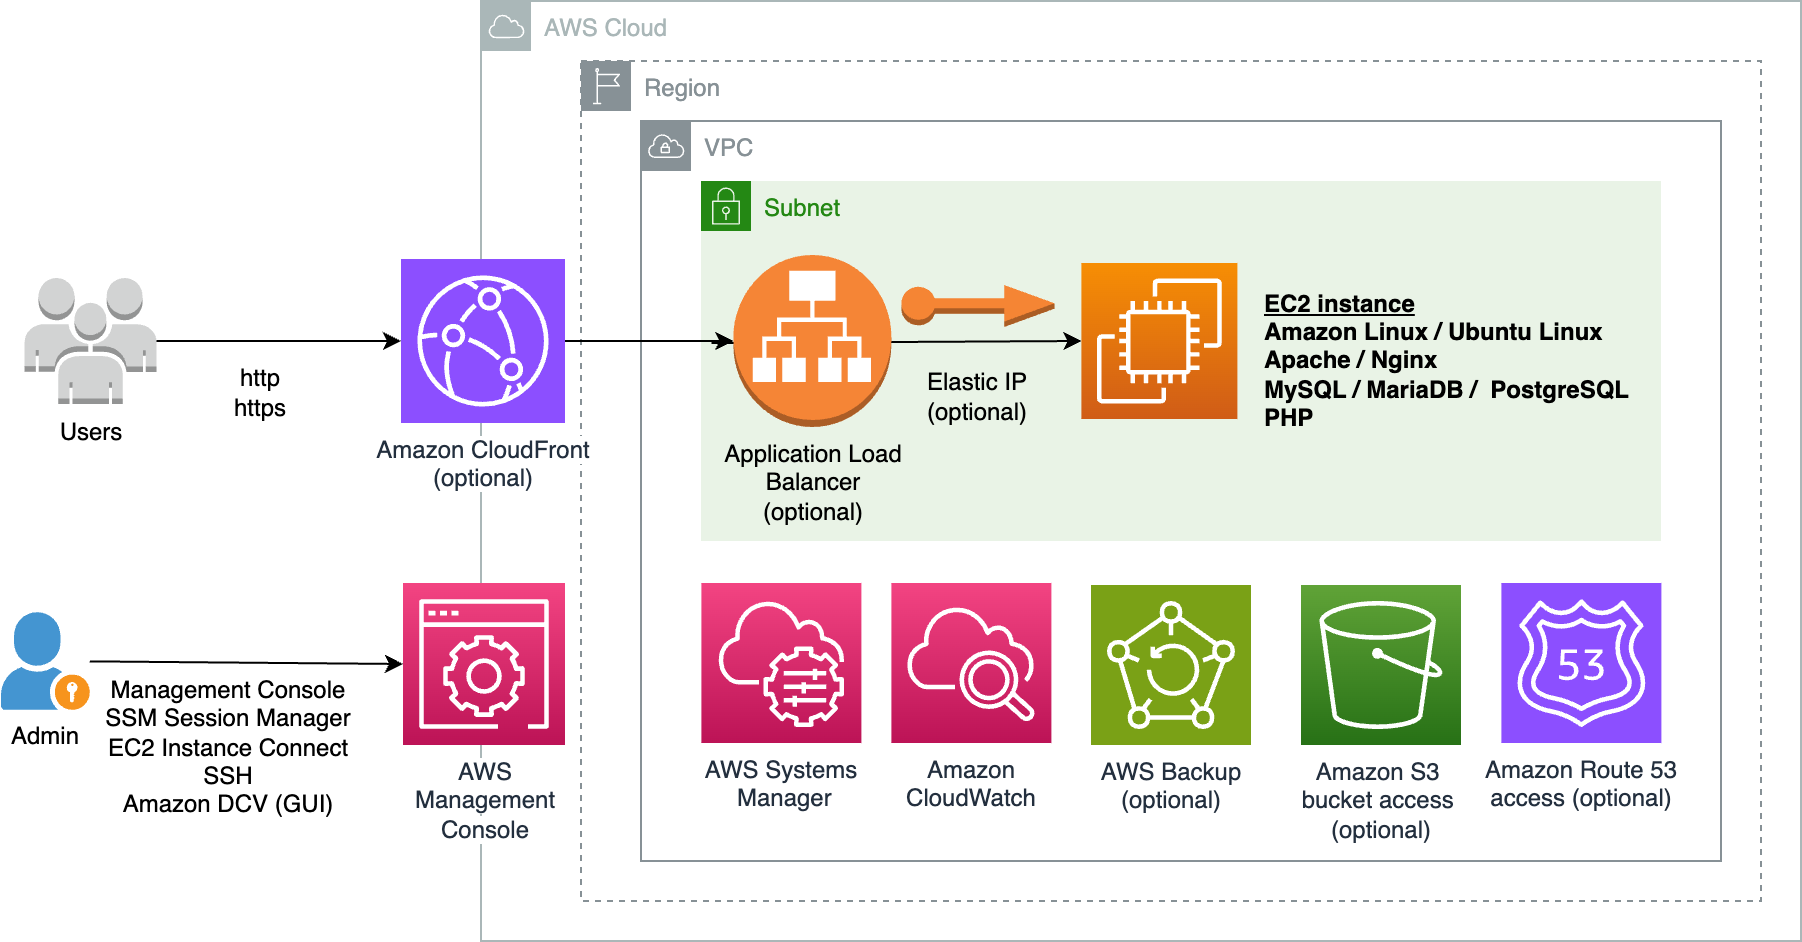 AWS Cloud
Region
VPC
Subnet
http
https
Users
Amazon CloudFront
(optional)
Application Load
Balancer
(optional)
Elastic IP
(optional)
EC2 instance
Amazon Linux / Ubuntu Linux
Apache / Nginx
MySQL / MariaDB /  PostgreSQL
PHP
Admin
Management Console
SSM Session Manager
EC2 Instance Connect
SSH
Amazon DCV (GUI)
AWS
Management
Console
AWS Systems
Manager
Amazon
CloudWatch
AWS Backup
(optional)
Amazon S3
bucket access
(optional)
53
Amazon Route 53
access (optional)